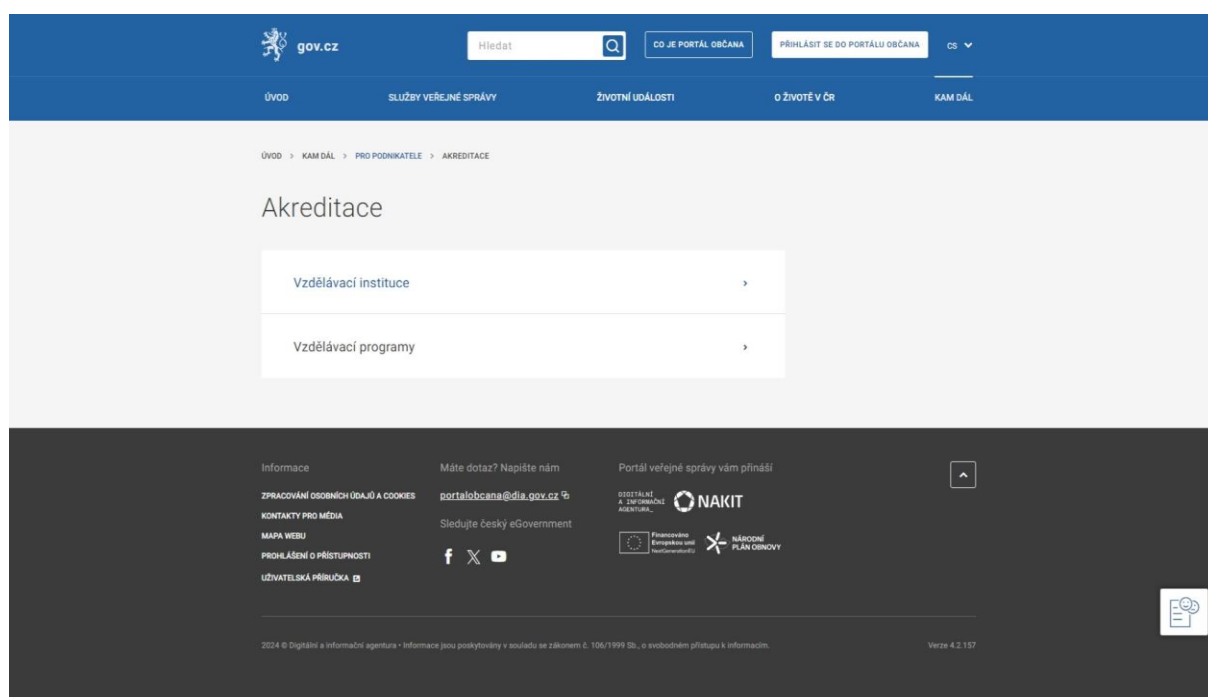 gov.cz
Hledat
CO JE PORTÁL OBČANA
PŘIHLÁSIT SE DO PORTÁLU OBČANA
CS
ÚVOD
SLUŽBY VEŘEJNÉ SPRÁVY
ŽIVOTNÍ UDÁLOSTI
O ŽIVOTĚ V ČR
KAM DÁL
ÚVOD > KAM DÁL > PRO PODNIKATELE > AKREDITACE
Akreditace
Vzdělávací instituce
Vzdělávací programy
Informace
ZPRACOVÁNÍ OSOBNÍCH ÚDAJŮ A COOKIES
KONTAKTY PRO MÉDIA
MAPA WEBU
PROHLÁŠENÍ O PŘÍSTUPNOSTI
UŽIVATELSKÁ PŘÍRUČKA
Máte dotaz? Napište nám
portalobcana@dia.gov.cz
Sledujte český eGovernment
Portál veřejné správy vám přináší
DIGITÁLNÍ
A INFORMAČNÍ
AGENTURA_
NAKIT
Financováno
Evropskou unií
NextGenerationEU
NÁRODNÍ
PLÁN OBNOVY
2024 © Digitální a informační agentura • Informace jsou poskytovány v souladu se zákonem č. 106/1999 Sb., o svobodném přístupu k informacím.
Verze 4.2.157